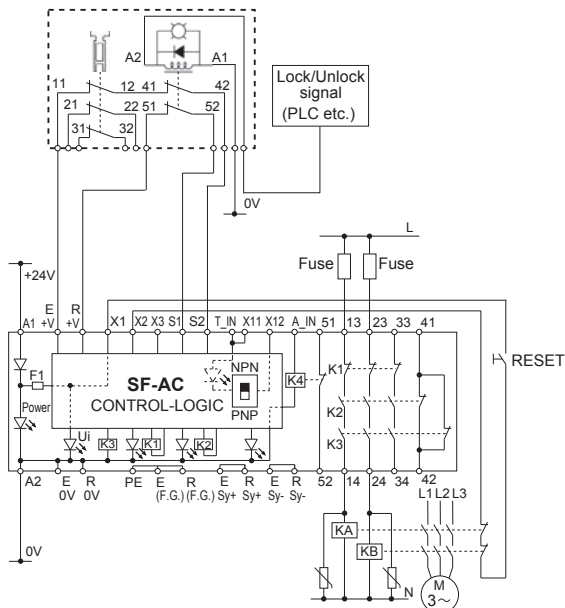 A2 A1
11 12 41 42
21 22 51 52
31 32
Lock/Unlock
signal
(PLC etc.)
0V
L
Fuse Fuse
+24V
A1 E +V R +V X1 X2 X3 S1 S2 T_IN X11 X12 A_IN 51 13 23 33 41
RESET
F1
SF-AC
CONTROL-LOGIC
NPN
PNP
Power
Ui
K3 K1 K2 K4
K1
K2
K3
A2 E 0V R 0V PE E (F.G.) R (F.G.) E Sy+ R Sy+ E Sy- R Sy- 52 14 24 34 42
0V
L1 L2 L3
KA
KB
N
M
3~